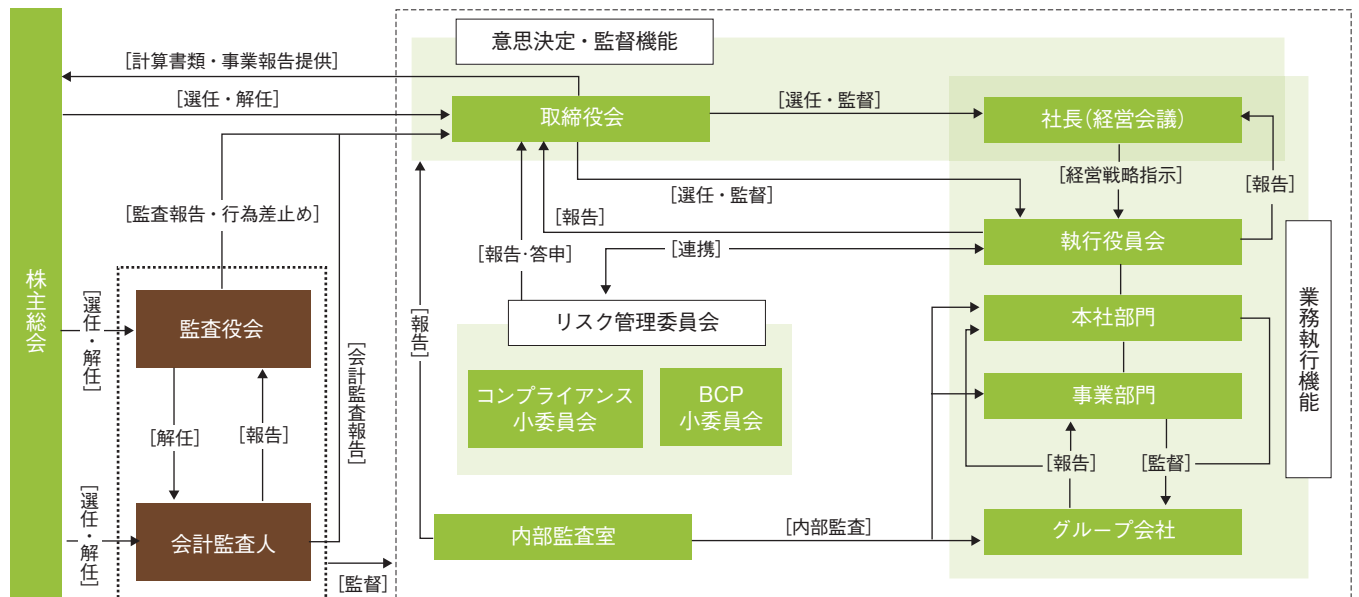 意思決定・監督機能
[計算書類・事業報告提供]
[選任・解任]
取締役会
[選任・監督]
社長(経営会議)
[経営戦略指示]
[報告]
[選任・監督]
[監査報告・行為差止め]
[報告]
執行役員会
[報告・答申]
[連携]
株主総会
[選任・解任]
監査役会
[会計監査報告]
[報告]
リスク管理委員会
本社部門
業務執行機能
コンプライアンス
小委員会
BCP
小委員会
事業部門
[解任]
[報告]
[報告]
[監督]
[選任・解任]
会計監査人
内部監査室
[内部監査]
グループ会社
[監督]